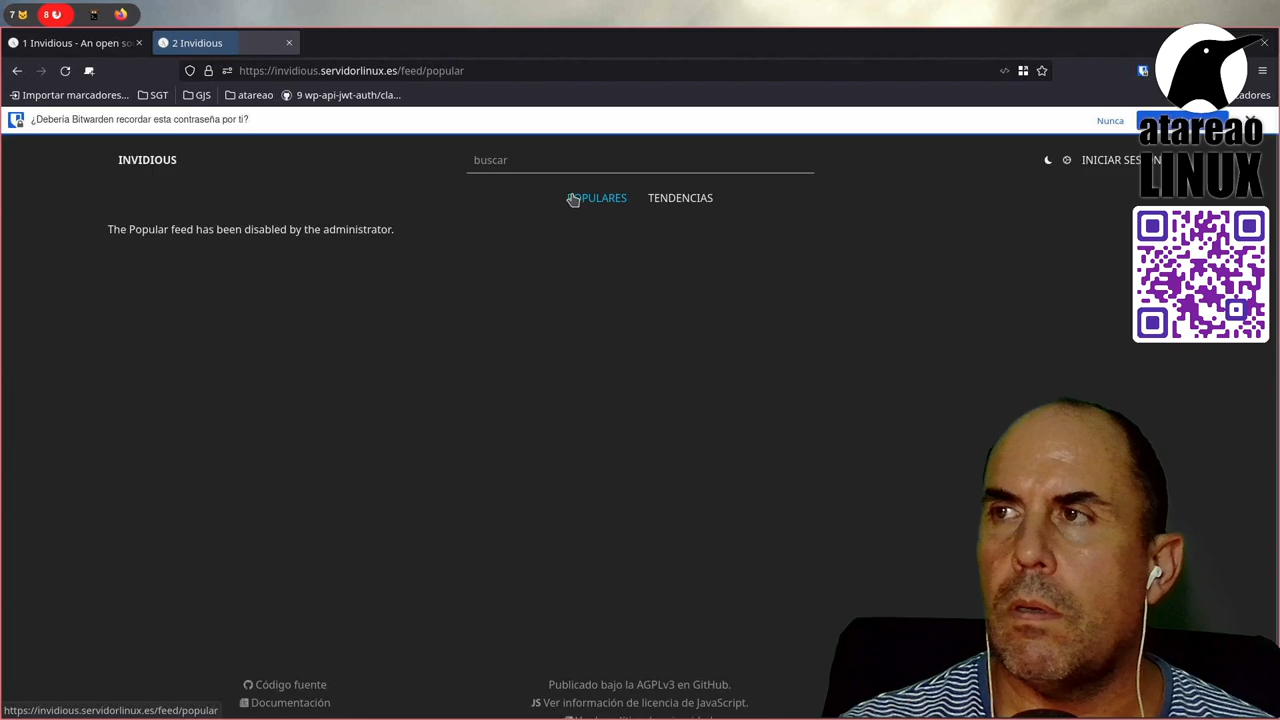 7 8
1 Invidious - An open so
2 Invidious
https://invidious.servidorlinux.es/feed/popular
Importar marcadores... SGT GJS atareao 9 wp-api-jwt-auth/cla... cadores
¿Debería Bitwarden recordar esta contraseña por ti? Nunca
atareao
LINUX
INVIDIOUS buscar INICIAR SESIÓN
POPULARES TENDENCIAS
The Popular feed has been disabled by the administrator.
Código fuente Publicado bajo la AGPLv3 en GitHub.
Documentación JS Ver información de licencia de JavaScript.
https://invidious.servidorlinux.es/feed/popular